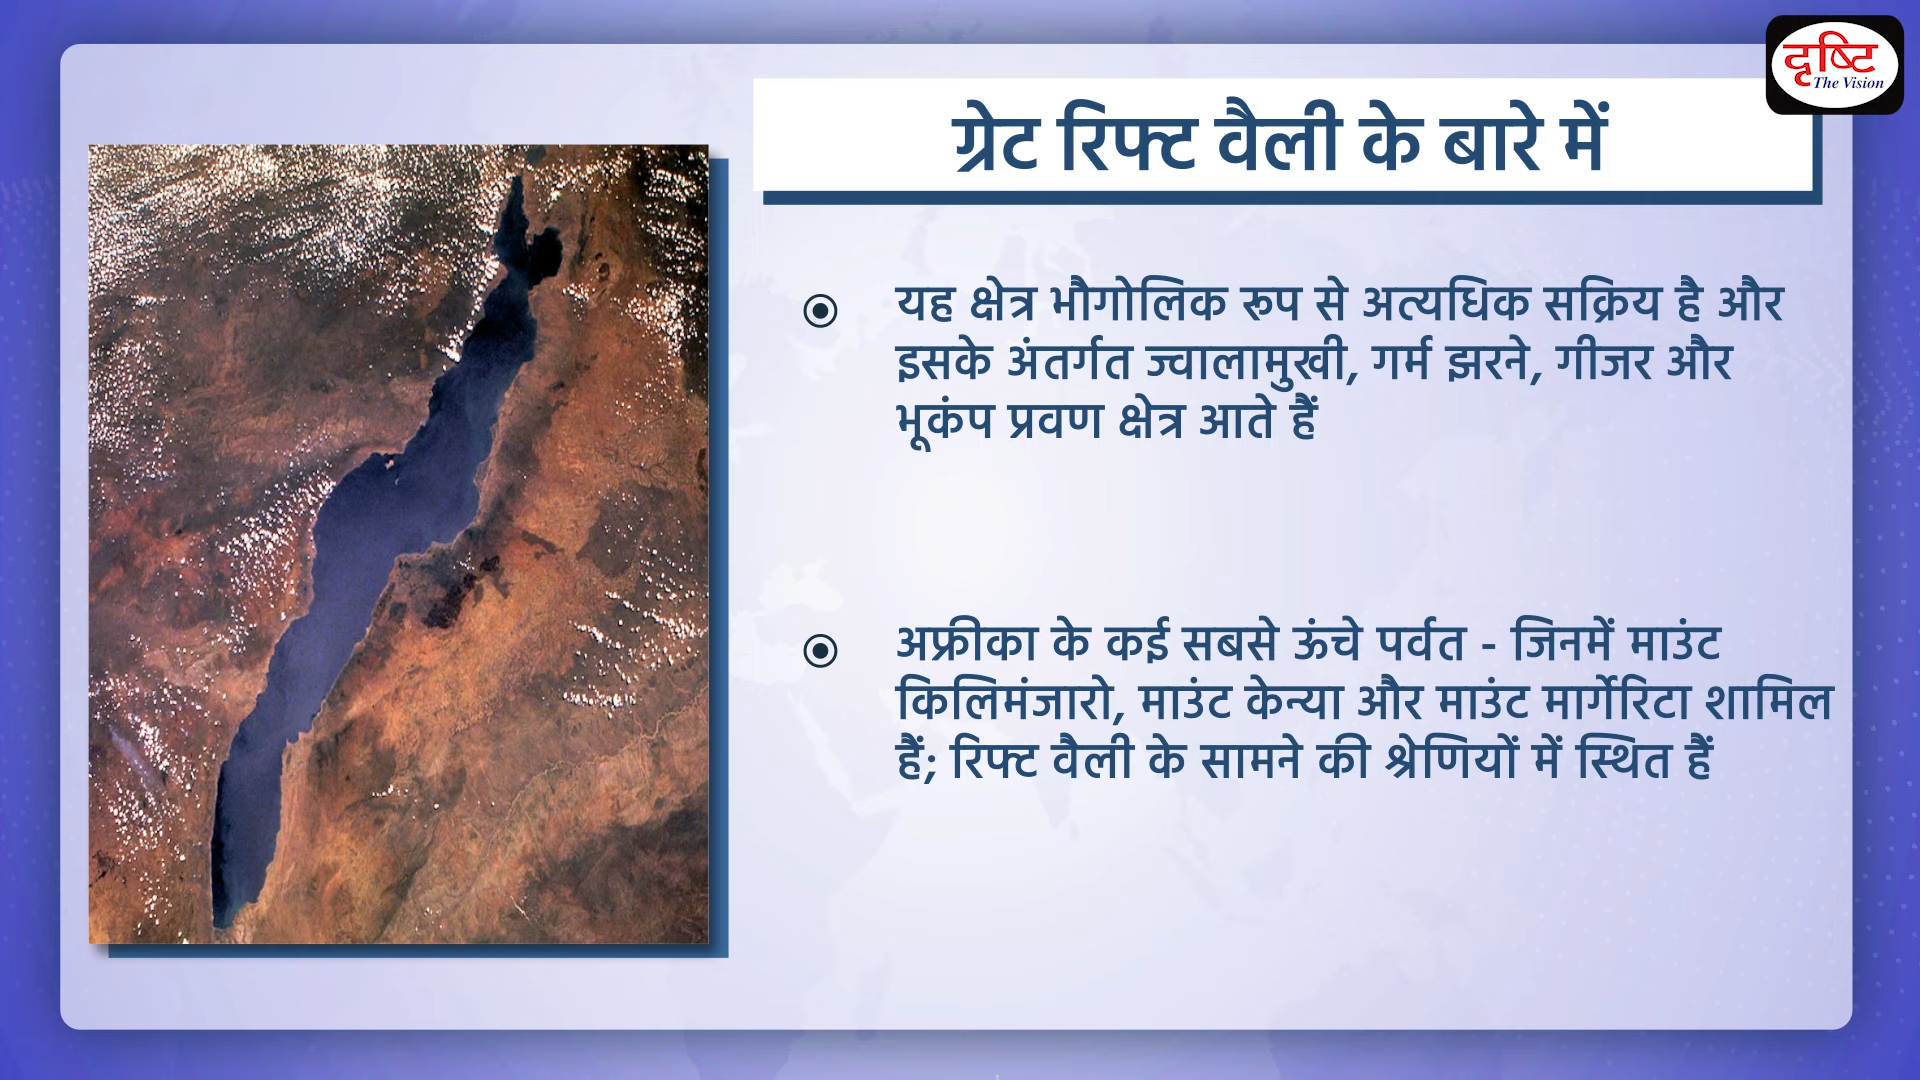 दृष्टि
The Vision
ग्रेट रिफ्ट वैली के बारे में
यह क्षेत्र भौगोलिक रूप से अत्यधिक सक्रिय है और
इसके अंतर्गत ज्वालामुखी, गर्म झरने, गीजर और
भूकंप प्रवण क्षेत्र आते हैं
अफ्रीका के कई सबसे ऊंचे पर्वत - जिनमें माउंट
किलिमंजारो, माउंट केन्या और माउंट मार्गेरिटा शामिल
हैं; रिफ्ट वैली के सामने की श्रेणियों में स्थित हैं